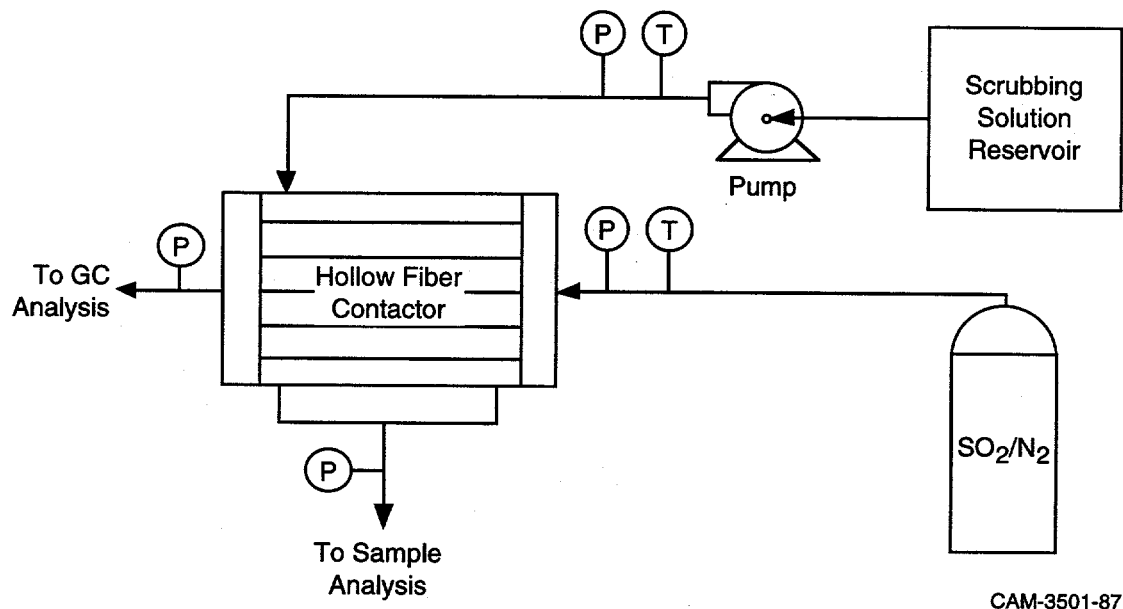 P
T
Scrubbing
Solution
Reservoir
Pump
P
P
T
To GC
Analysis
Hollow Fiber
Contactor
SO2/N2
P
To Sample
Analysis
CAM-3501-87